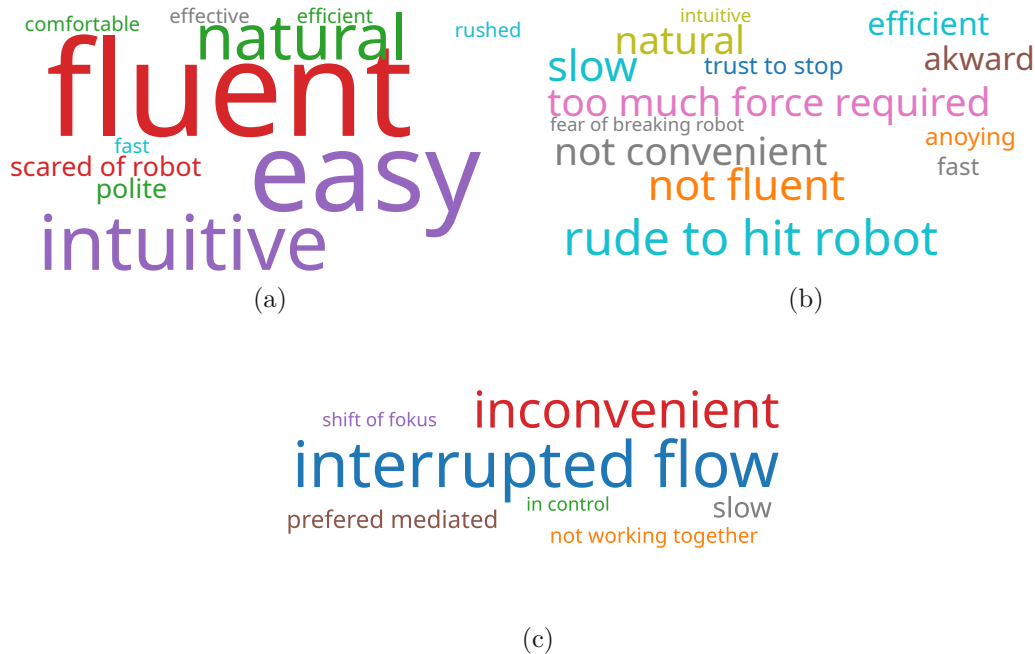 comfortable
effective
efficient
natural
rushed
fluent
fast
easy
scared of robot
polite
intuitive
(a)
intuitive
efficient
natural
akward
slow
trust to stop
too much force required
fear of breaking robot
anoying
not convenient
fast
not fluent
rude to hit robot
(b)
inconvenient
shift of fokus
interrupted flow
in control
slow
prefered mediated
not working together
(c)